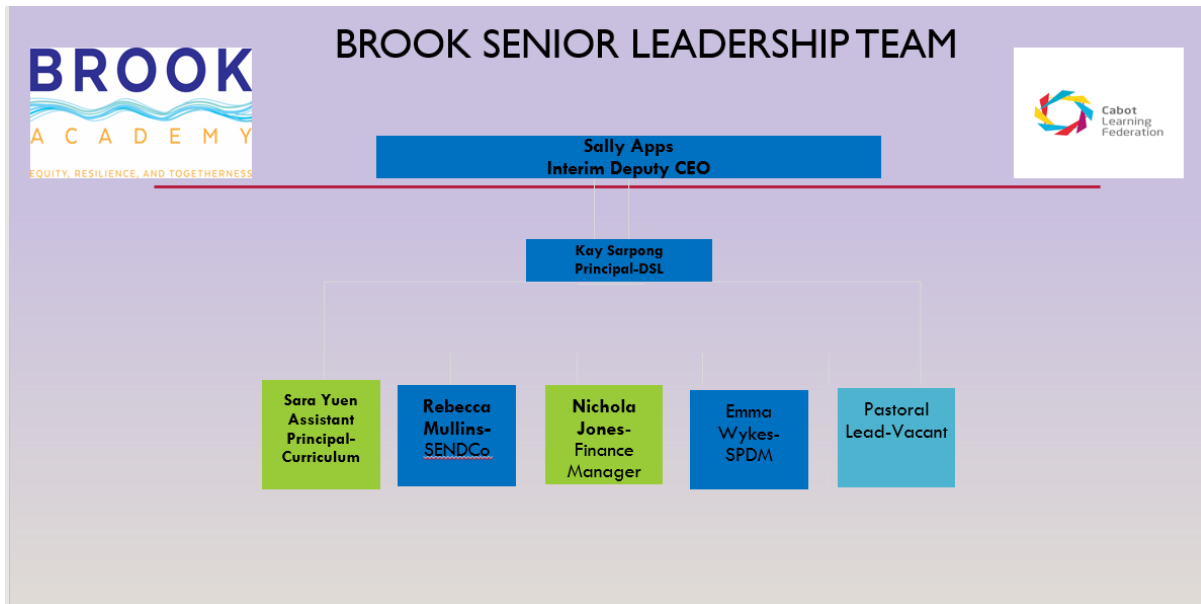 BROOK SENIOR LEADERSHIP TEAM
BROOK
ACADEMY
EQUITY, RESILIENCE, AND TOGETHERNESS
Cabot
Learning
Federation
Sally Apps
Interim Deputy CEO
Kay Sarpong
Principal-DSL
Sara Yuen
Assistant
Principal-
Curriculum
Rebecca
Mullins-
SENDCo
Nichola
Jones-
Finance
Manager
Emma
Wykes-
SPDM
Pastoral
Lead-Vacant